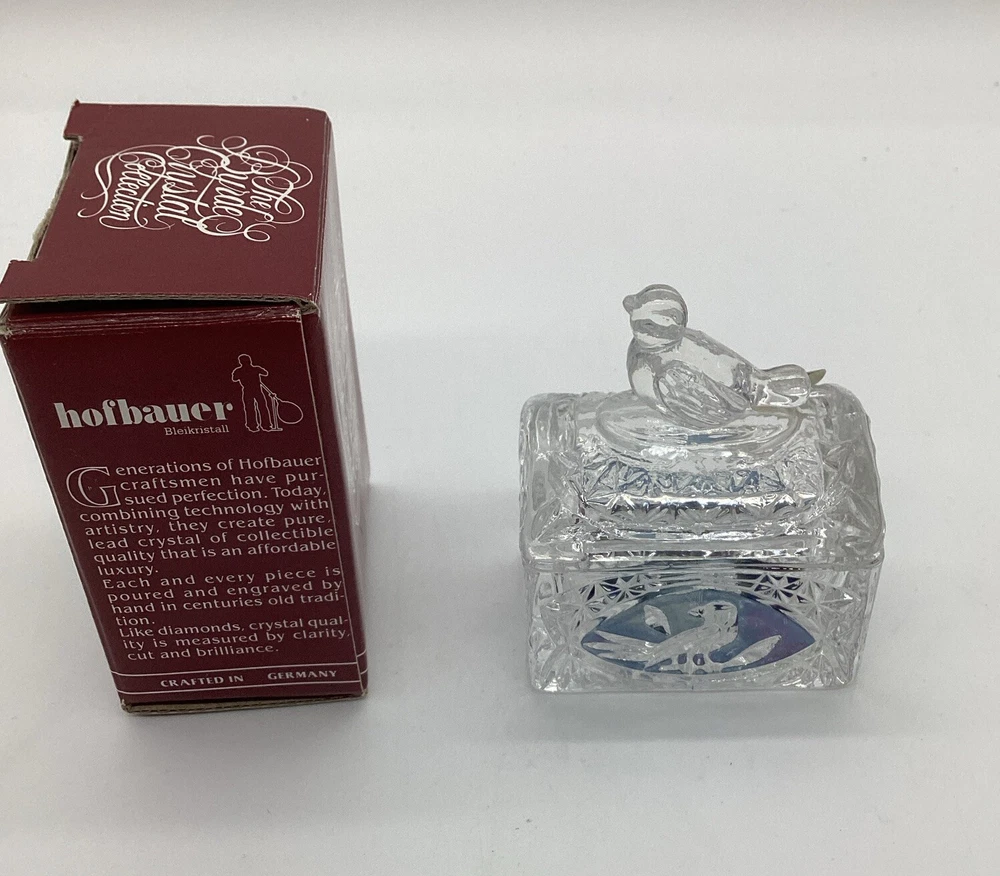 The
Byrdes
Crystal
Collection
hofbauer
Bleikristall
Generations of Hofbauer
craftsmen have pur-
sued perfection. Today,
combining technology with
artistry, they create pure,
lead crystal of collectible
quality that is an affordable
luxury.
Each and every piece is
poured and engraved by
hand in centuries old tradi-
tion.
Like diamonds, crystal qual-
ity is measured by clarity,
cut and brilliance.
CRAFTED IN GERMANY